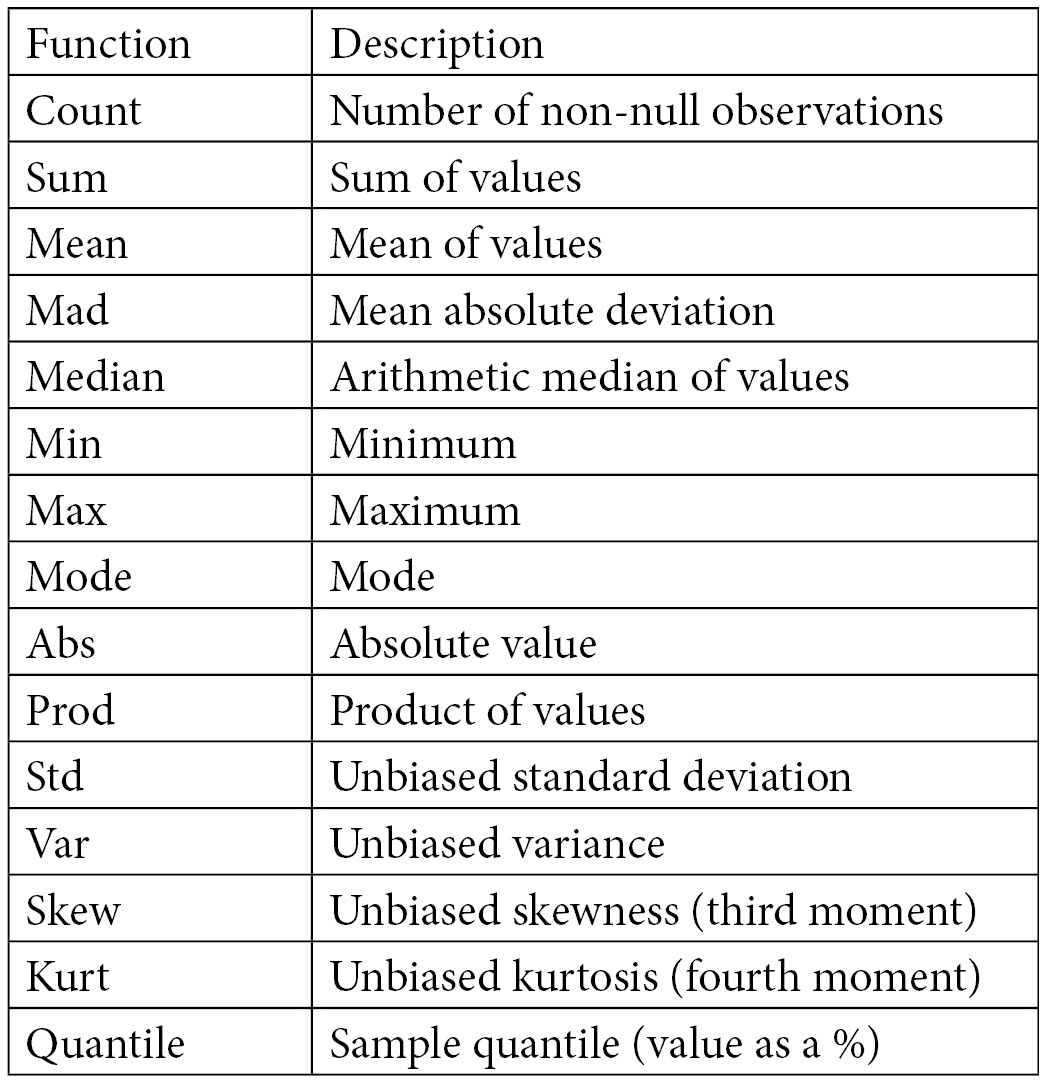 Function Description
Count Number of non-null observations
Sum Sum of values
Mean Mean of values
Mad Mean absolute deviation
Median Arithmetic median of values
Min Minimum
Max Maximum
Mode Mode
Abs Absolute value
Prod Product of values
Std Unbiased standard deviation
Var Unbiased variance
Skew Unbiased skewness (third moment)
Kurt Unbiased kurtosis (fourth moment)
Quantile Sample quantile (value as a %)